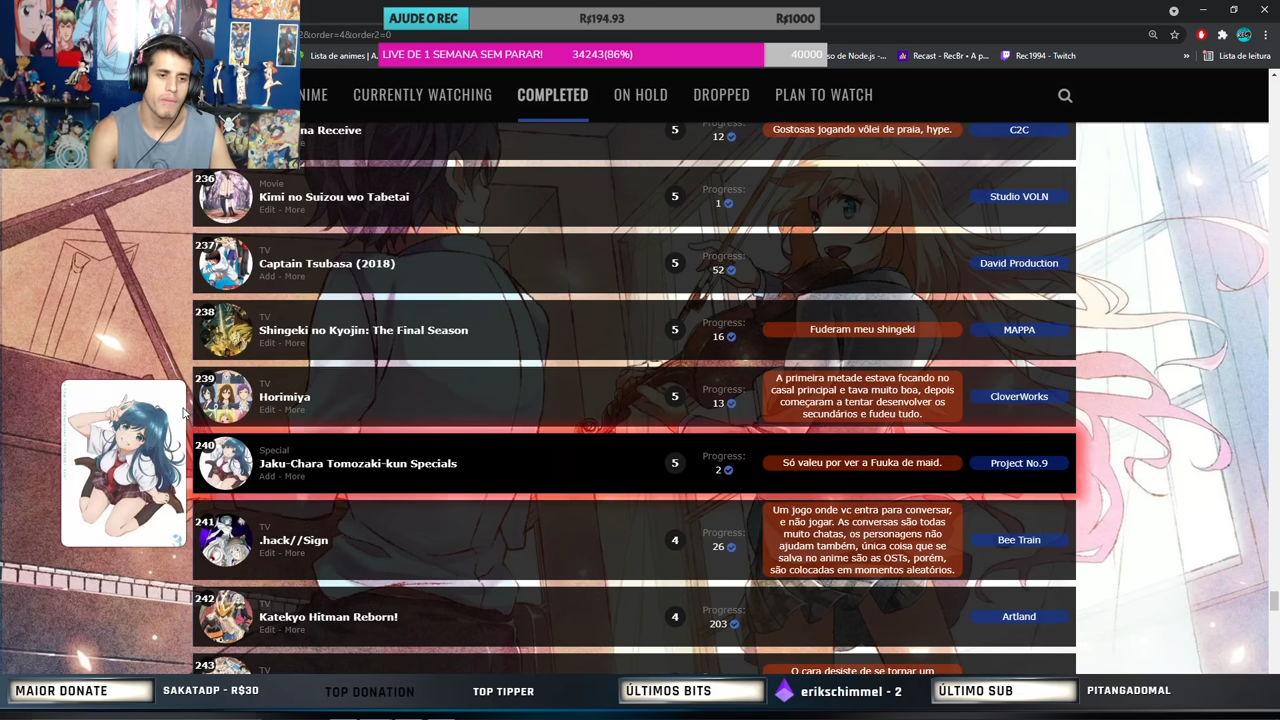 AJUDE O REC R$194.93 R$1000
2&order=4&order2=0
LIVE DE 1 SEMANA SEM PARAR! 34243(86%) 40000
Lista de animes | A...
so de Node.js -...
Recast - RecBr • A p...
Rec1994 - Twitch
»
Lista de leitura
NIME CURRENTLY WATCHING COMPLETED ON HOLD DROPPED PLAN TO WATCH
na Receive
5
Progress:
12
Gostosas jogando vôlei de praia, hype.
C2C
236
Movie
Kimi no Suizou wo Tabetai
Edit - More
5
Progress:
1
Studio VOLN
237
TV
Captain Tsubasa (2018)
Add - More
5
Progress:
52
David Production
238
TV
Shingeki no Kyojin: The Final Season
Edit - More
5
Progress:
16
Fuderam meu shingeki
MAPPA
239
TV
Horimiya
Edit - More
5
Progress:
13
A primeira metade estava focando no
casal principal e tava muito boa, depois
começaram a tentar desenvolver os
secundários e fudeu tudo.
CloverWorks
240
Special
Jaku-Chara Tomozaki-kun Specials
Add - More
5
Progress:
2
Só valeu por ver a Fuuka de maid.
Project No.9
241
TV
.hack//Sign
Edit - More
4
Progress:
26
Um jogo onde vc entra para conversar,
e não jogar. As conversas são todas
muito chatas, os personagens não
ajudam também, única coisa que se
salva no anime são as OSTs, porém,
são colocadas em momentos aleatórios.
Bee Train
242
TV
Katekyo Hitman Reborn!
Edit - More
4
Progress:
203
Artland
243
TV
O cara desiste de se tornar um
MAIOR DONATE SAKATADP - R$30 TOP DONATION TOP TIPPER ÚLTIMOS BITS erikschimmel - 2 ÚLTIMO SUB PITANGADOMAL